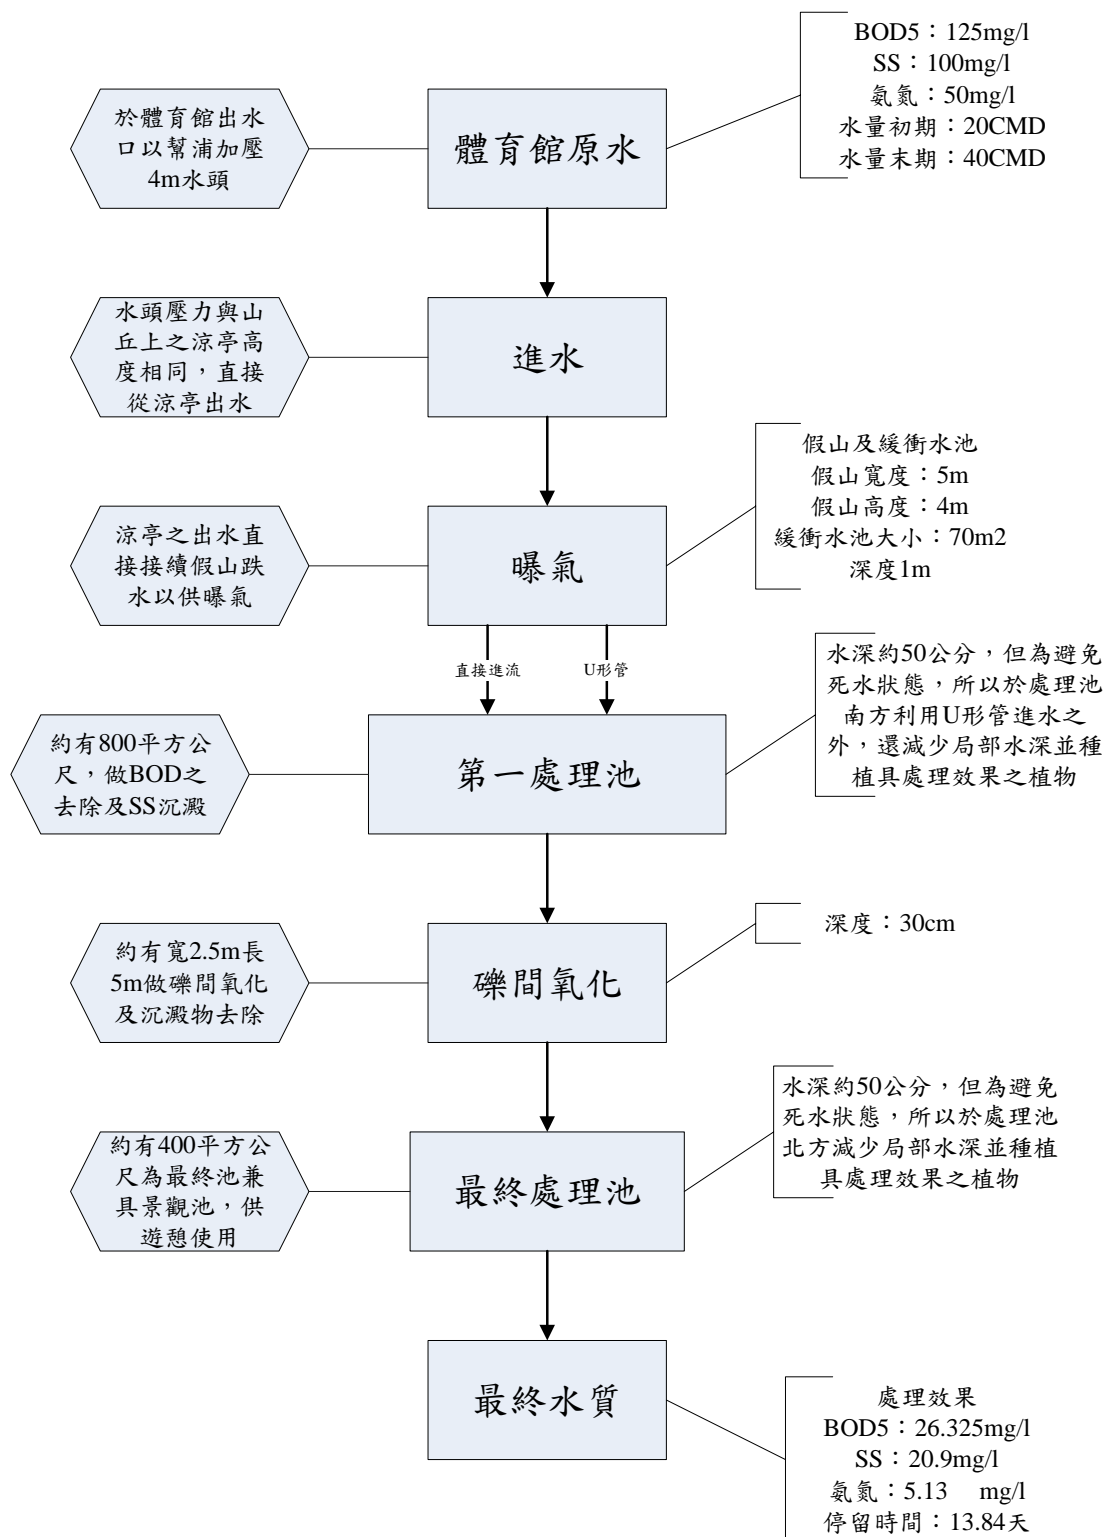 BOD5：125mg/l
SS：100mg/l
氨氮：50mg/l
水量初期：20CMD
水量末期：40CMD
於體育館出水
口以幫浦加壓
4m水頭
體育館原水
水頭壓力與山
丘上之涼亭高
度相同，直接
從涼亭出水
進水
假山及緩衝水池
假山寬度：5m
假山高度：4m
緩衝水池大小：70m2
深度1m
涼亭之出水直
接接續假山跌
水以供曝氣
曝氣
直接進流
U形管
水深約50公分，但為避免
死水狀態，所以於處理池
南方利用U形管進水之
外，還減少局部水深並種
植具處理效果之植物
約有800平方公
尺，做BOD之
去除及SS沉澱
第一處理池
深度：30cm
約有寬2.5m長
5m做礫間氧化
及沉澱物去除
礫間氧化
水深約50公分，但為避免
死水狀態，所以於處理池
北方減少局部水深並種植
具處理效果之植物
約有400平方公
尺為最終池兼
具景觀池，供
遊憩使用
最終處理池
最終水質
處理效果
BOD5：26.325mg/l
SS：20.9mg/l
氨氮：5.13 mg/l
停留時間：13.84天